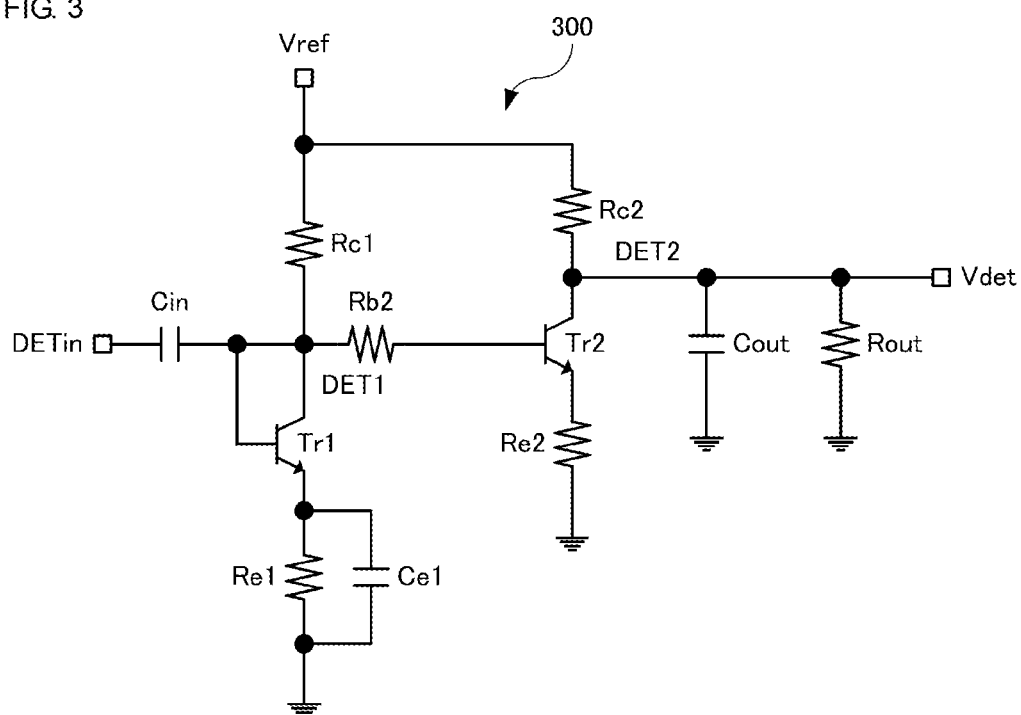 FIG. 3
300
Vref
Rc1
Rc2
DET2
Vdet
Cin
Rb2
DETin
DET1
Tr2
Cout
Rout
Tr1
Re2
Re1
Ce1